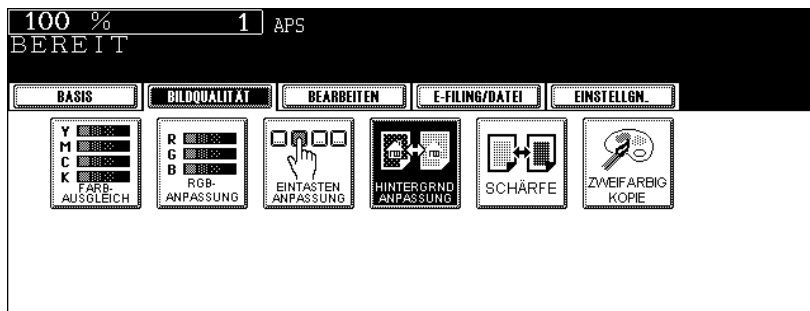 100 % 1 APS
BEREIT
BASIS BILDQUALITÄT BEARBEITEN E-FILING/DATEI EINSTELLGN.
Y
M
C
K
FARB-
AUSGLEICH
R
G
B
RGB-
ANPASSUNG
EINTASTEN
ANPASSUNG
HINTERGRND
ANPASSUNG
SCHÄRFE
ZWEIFARBIG
KOPIE